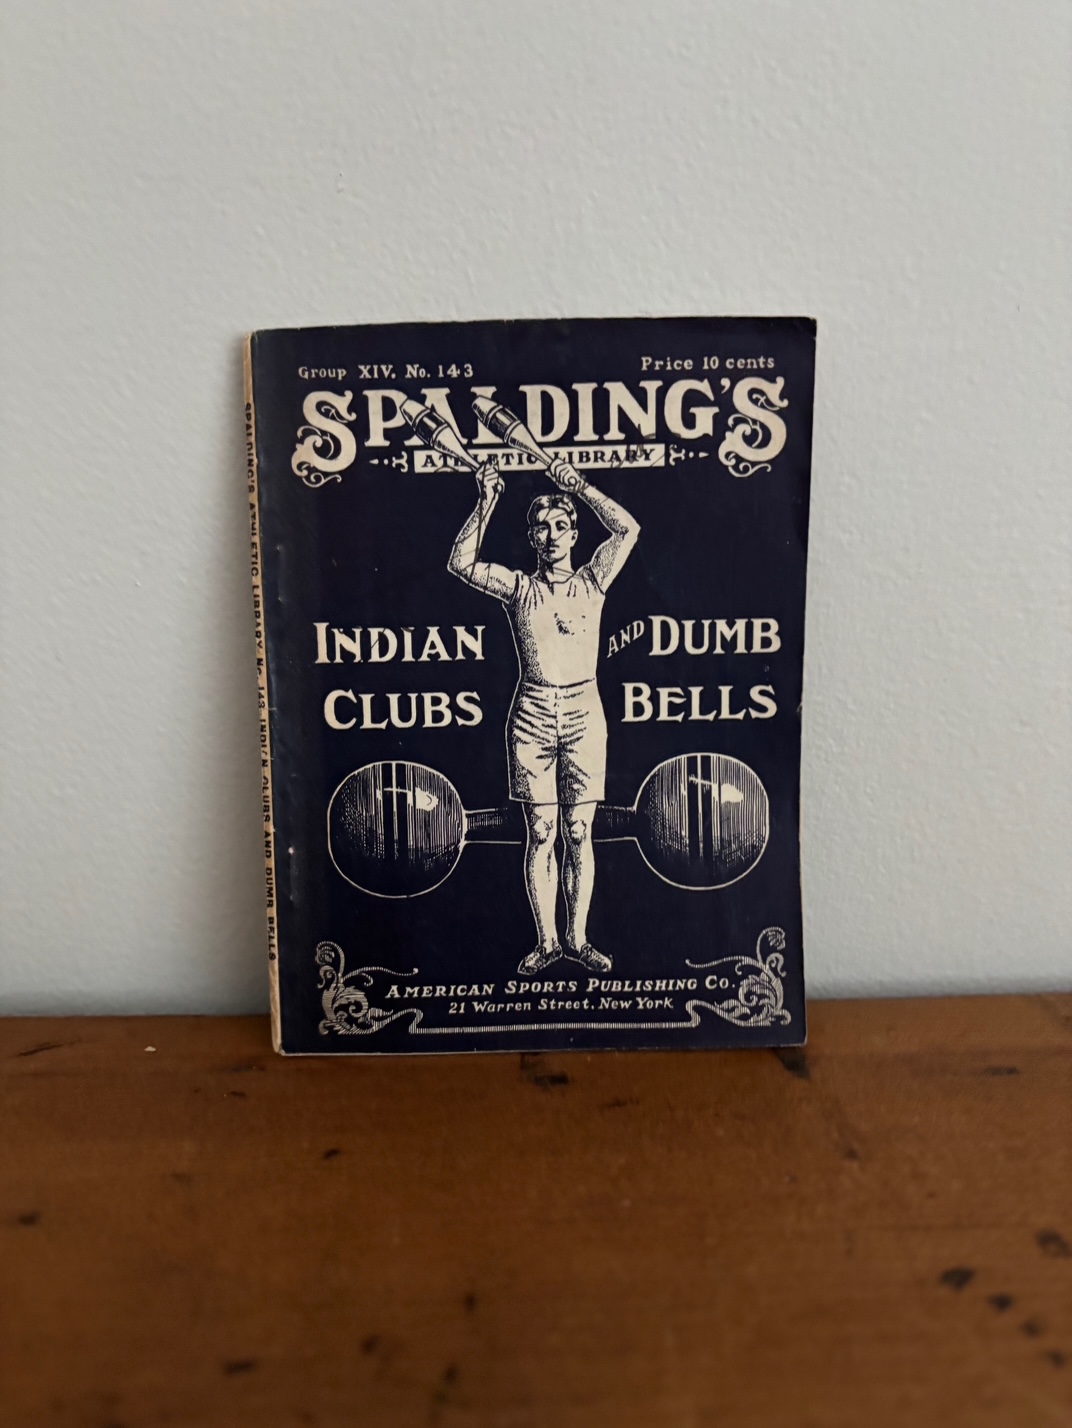 Group XIV. No. 143
Price 10 cents
SPALDING'S
ATHLETIC LIBRARY
INDIAN CLUBS
AND DUMB BELLS
AMERICAN SPORTS PUBLISHING CO.
21 Warren Street, New York
SPALDING'S ATHLETIC LIBRARY No. 143 INDIAN CLUBS AND DUMB BELLS